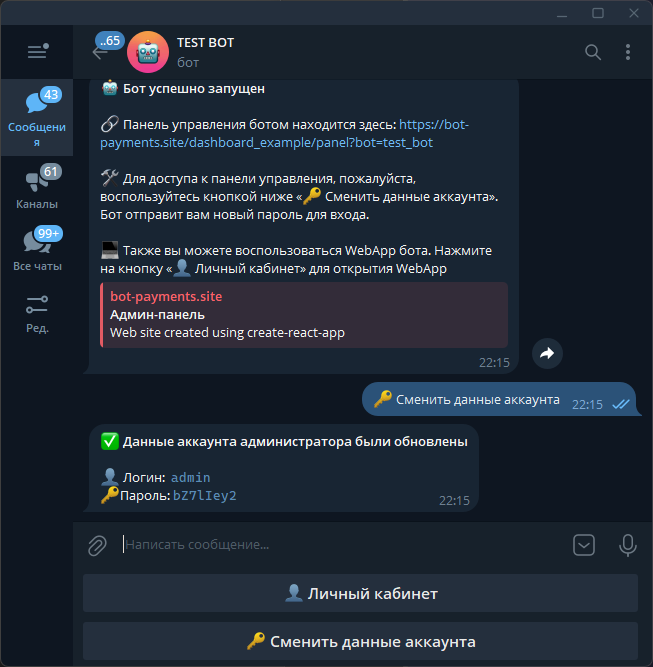 ..65
TEST BOT
бот
43
Сообщени
я
61
Каналы
99+
Все чаты
Ред.
Бот успешно запущен
Панель управления ботом находится здесь: https://bot-
payments.site/dashboard_example/panel?bot=test_bot
Для доступа к панели управления, пожалуйста,
воспользуйтесь кнопкой ниже «🔑 Сменить данные аккаунта».
Бот отправит вам новый пароль для входа.
Также вы можете воспользоваться WebApp бота. Нажмите
на кнопку «👤 Личный кабинет» для открытия WebApp
bot-payments.site
Админ-панель
Web site created using create-react-app
22:15
🔑 Сменить данные аккаунта 22:15
✅ Данные аккаунта администратора были обновлены
👤 Логин: admin
🔑Пароль: bZ7lIey2
22:15
Написать сообщение...
👤 Личный кабинет
🔑 Сменить данные аккаунта